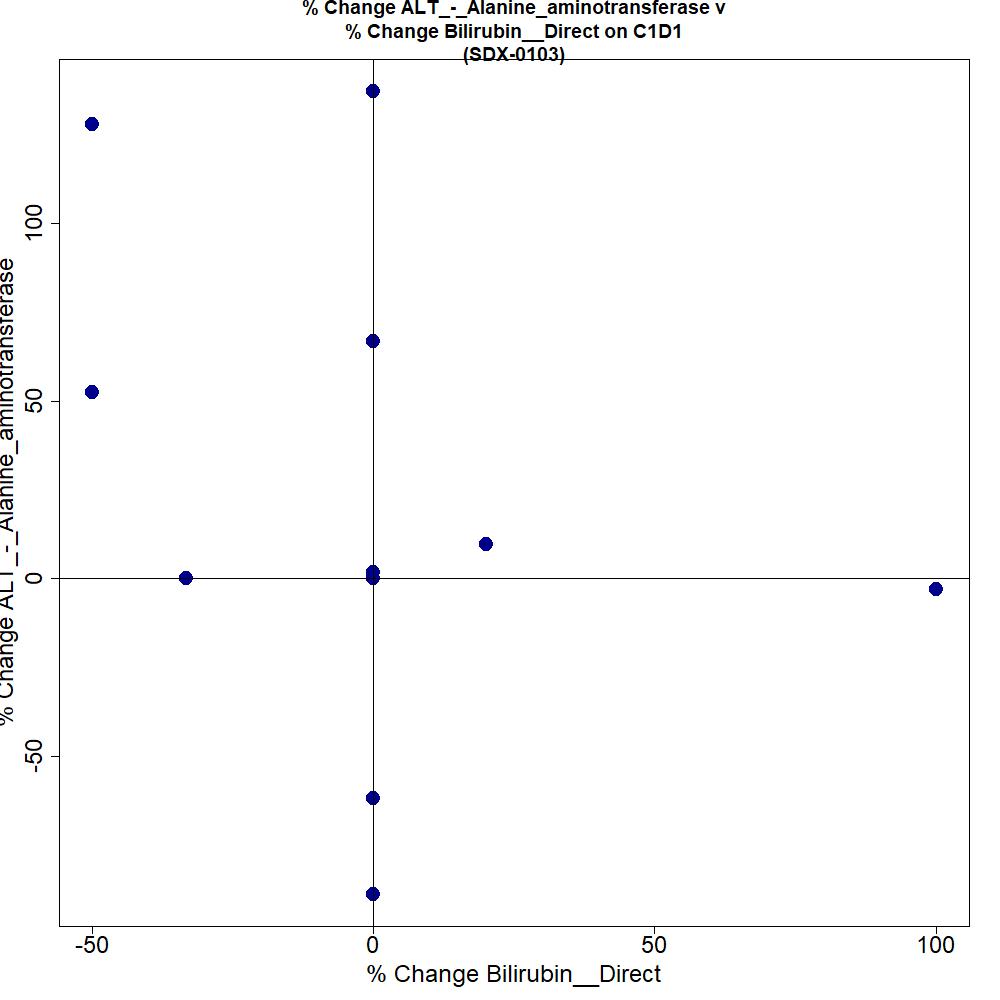 % Change ALT_-_Alanine_aminotransferase v
% Change Bilirubin__Direct on C1D1
(SDX-0103)
% Change ALT_-_Alanine_aminotransferase
100
50
0
-50
-50
0
50
100
% Change Bilirubin__Direct